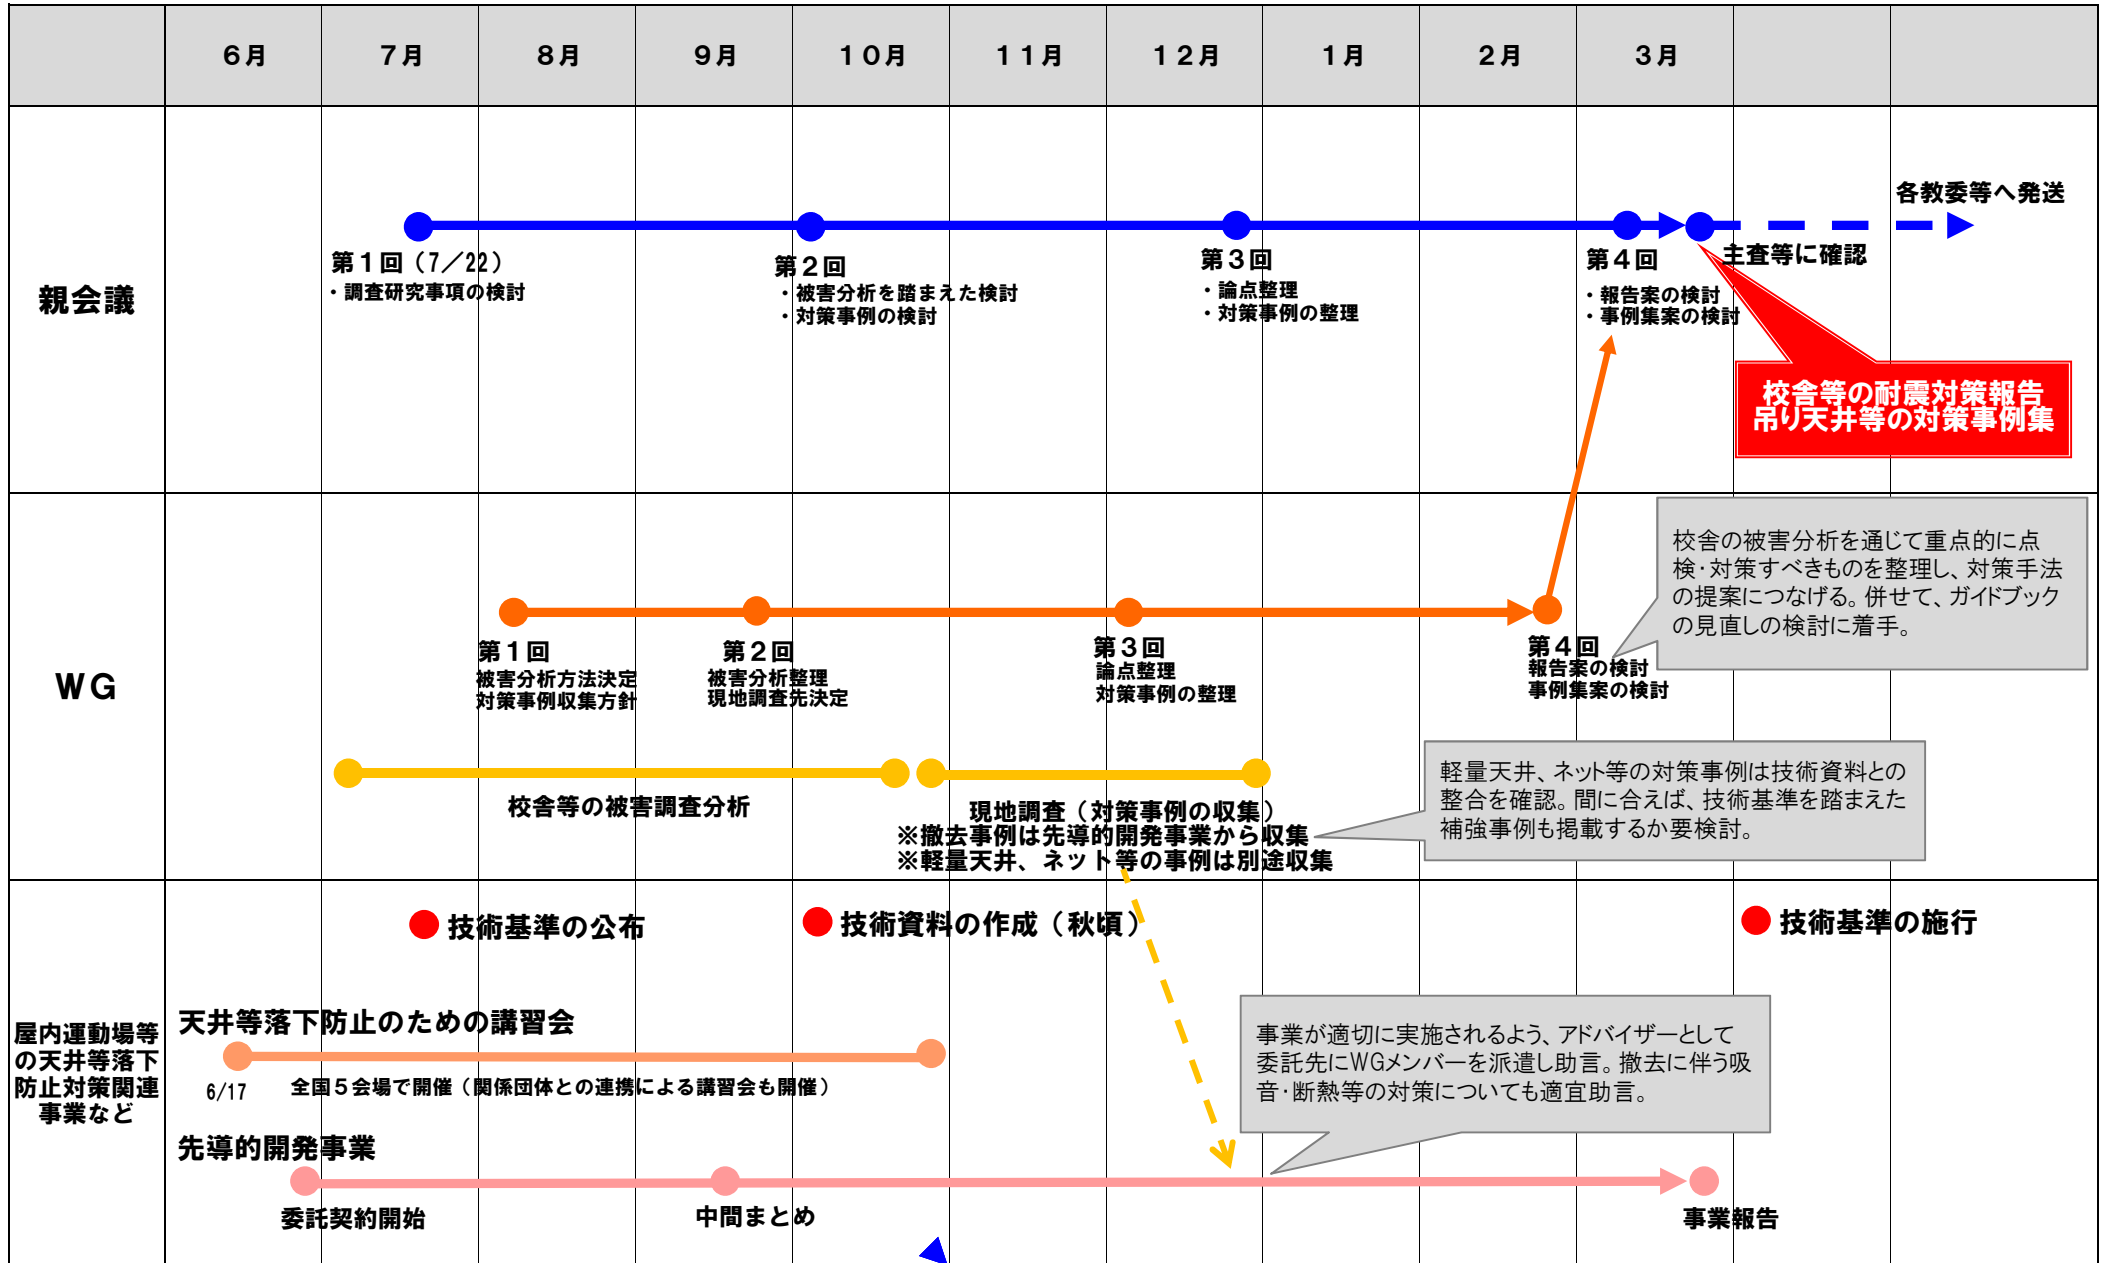 ６月
７月
８月
９月
１０月
１１月
１２月
１月
２月
３月
親会議
第１回（7／22）
・調査研究事項の検討
第２回
・被害分析を踏まえた検討
・対策事例の検討
第３回
・論点整理
・対策事例の整理
第４回
・報告案の検討
・事例集案の検討
主査等に確認
各教委等へ発送
校舎等の耐震対策報告
吊り天井等の対策事例集
ＷＧ
第１回
被害分析方法決定
対策事例収集方針
第２回
被害分析整理
現地調査先決定
第３回
論点整理
対策事例の整理
第４回
報告案の検討
事例集案の検討
校舎の被害分析を通じて重点的に点
検・対策すべきものを整理し、対策手法
の提案につなげる。併せて、ガイドブック
の見直しの検討に着手。
校舎等の被害調査分析
現地調査（対策事例の収集）
※撤去事例は先導的開発事業から収集
※軽量天井、ネット等の事例は別途収集
軽量天井、ネット等の対策事例は技術資料との
整合を確認。間に合えば、技術基準を踏まえた
補強事例も掲載するか要検討。
屋内運動場等
の天井等落下
防止対策関連
事業など
技術基準の公布
技術資料の作成（秋頃）
技術基準の施行
天井等落下防止のための講習会
6/17
全国５会場で開催（関係団体との連携による講習会も開催）
事業が適切に実施されるよう、アドバイザーとして
委託先にWGメンバーを派遣し助言。撤去に伴う吸
音・断熱等の対策についても適宜助言。
先導的開発事業
委託契約開始
中間まとめ
事業報告